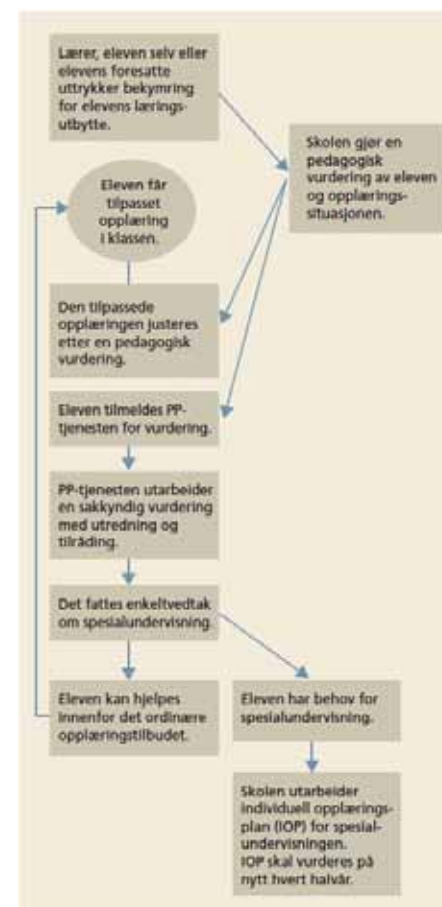 Lærer, eleven selv eller
elevens foresatte
uttrykker bekymring
for elevens lærings-
utbytte.
Skolen gjør en
pedagogisk
vurdering av eleven
og opplærings-
situasjonen.
Eleven får
tilpasset
opplæring
i klassen.
Den tilpassede
opplæringen justeres
etter en pedagogisk
vurdering.
Eleven tilmeldes PP-
tjenesten for vurdering.
PP-tjenesten utarbeider
en sakkyndig vurdering
med utredning og
tilråding.
Det fattes enkeltvedtak
om spesialundervisning.
Eleven kan hjelpes
innenfor det ordinære
opplæringstilbudet.
Eleven har behov for
spesialundervisning.
Skolen utarbeider
individuell opplærings-
plan (IOP) for spesial-
undervisningen.
IOP skal vurderes på
nytt hvert halvår.